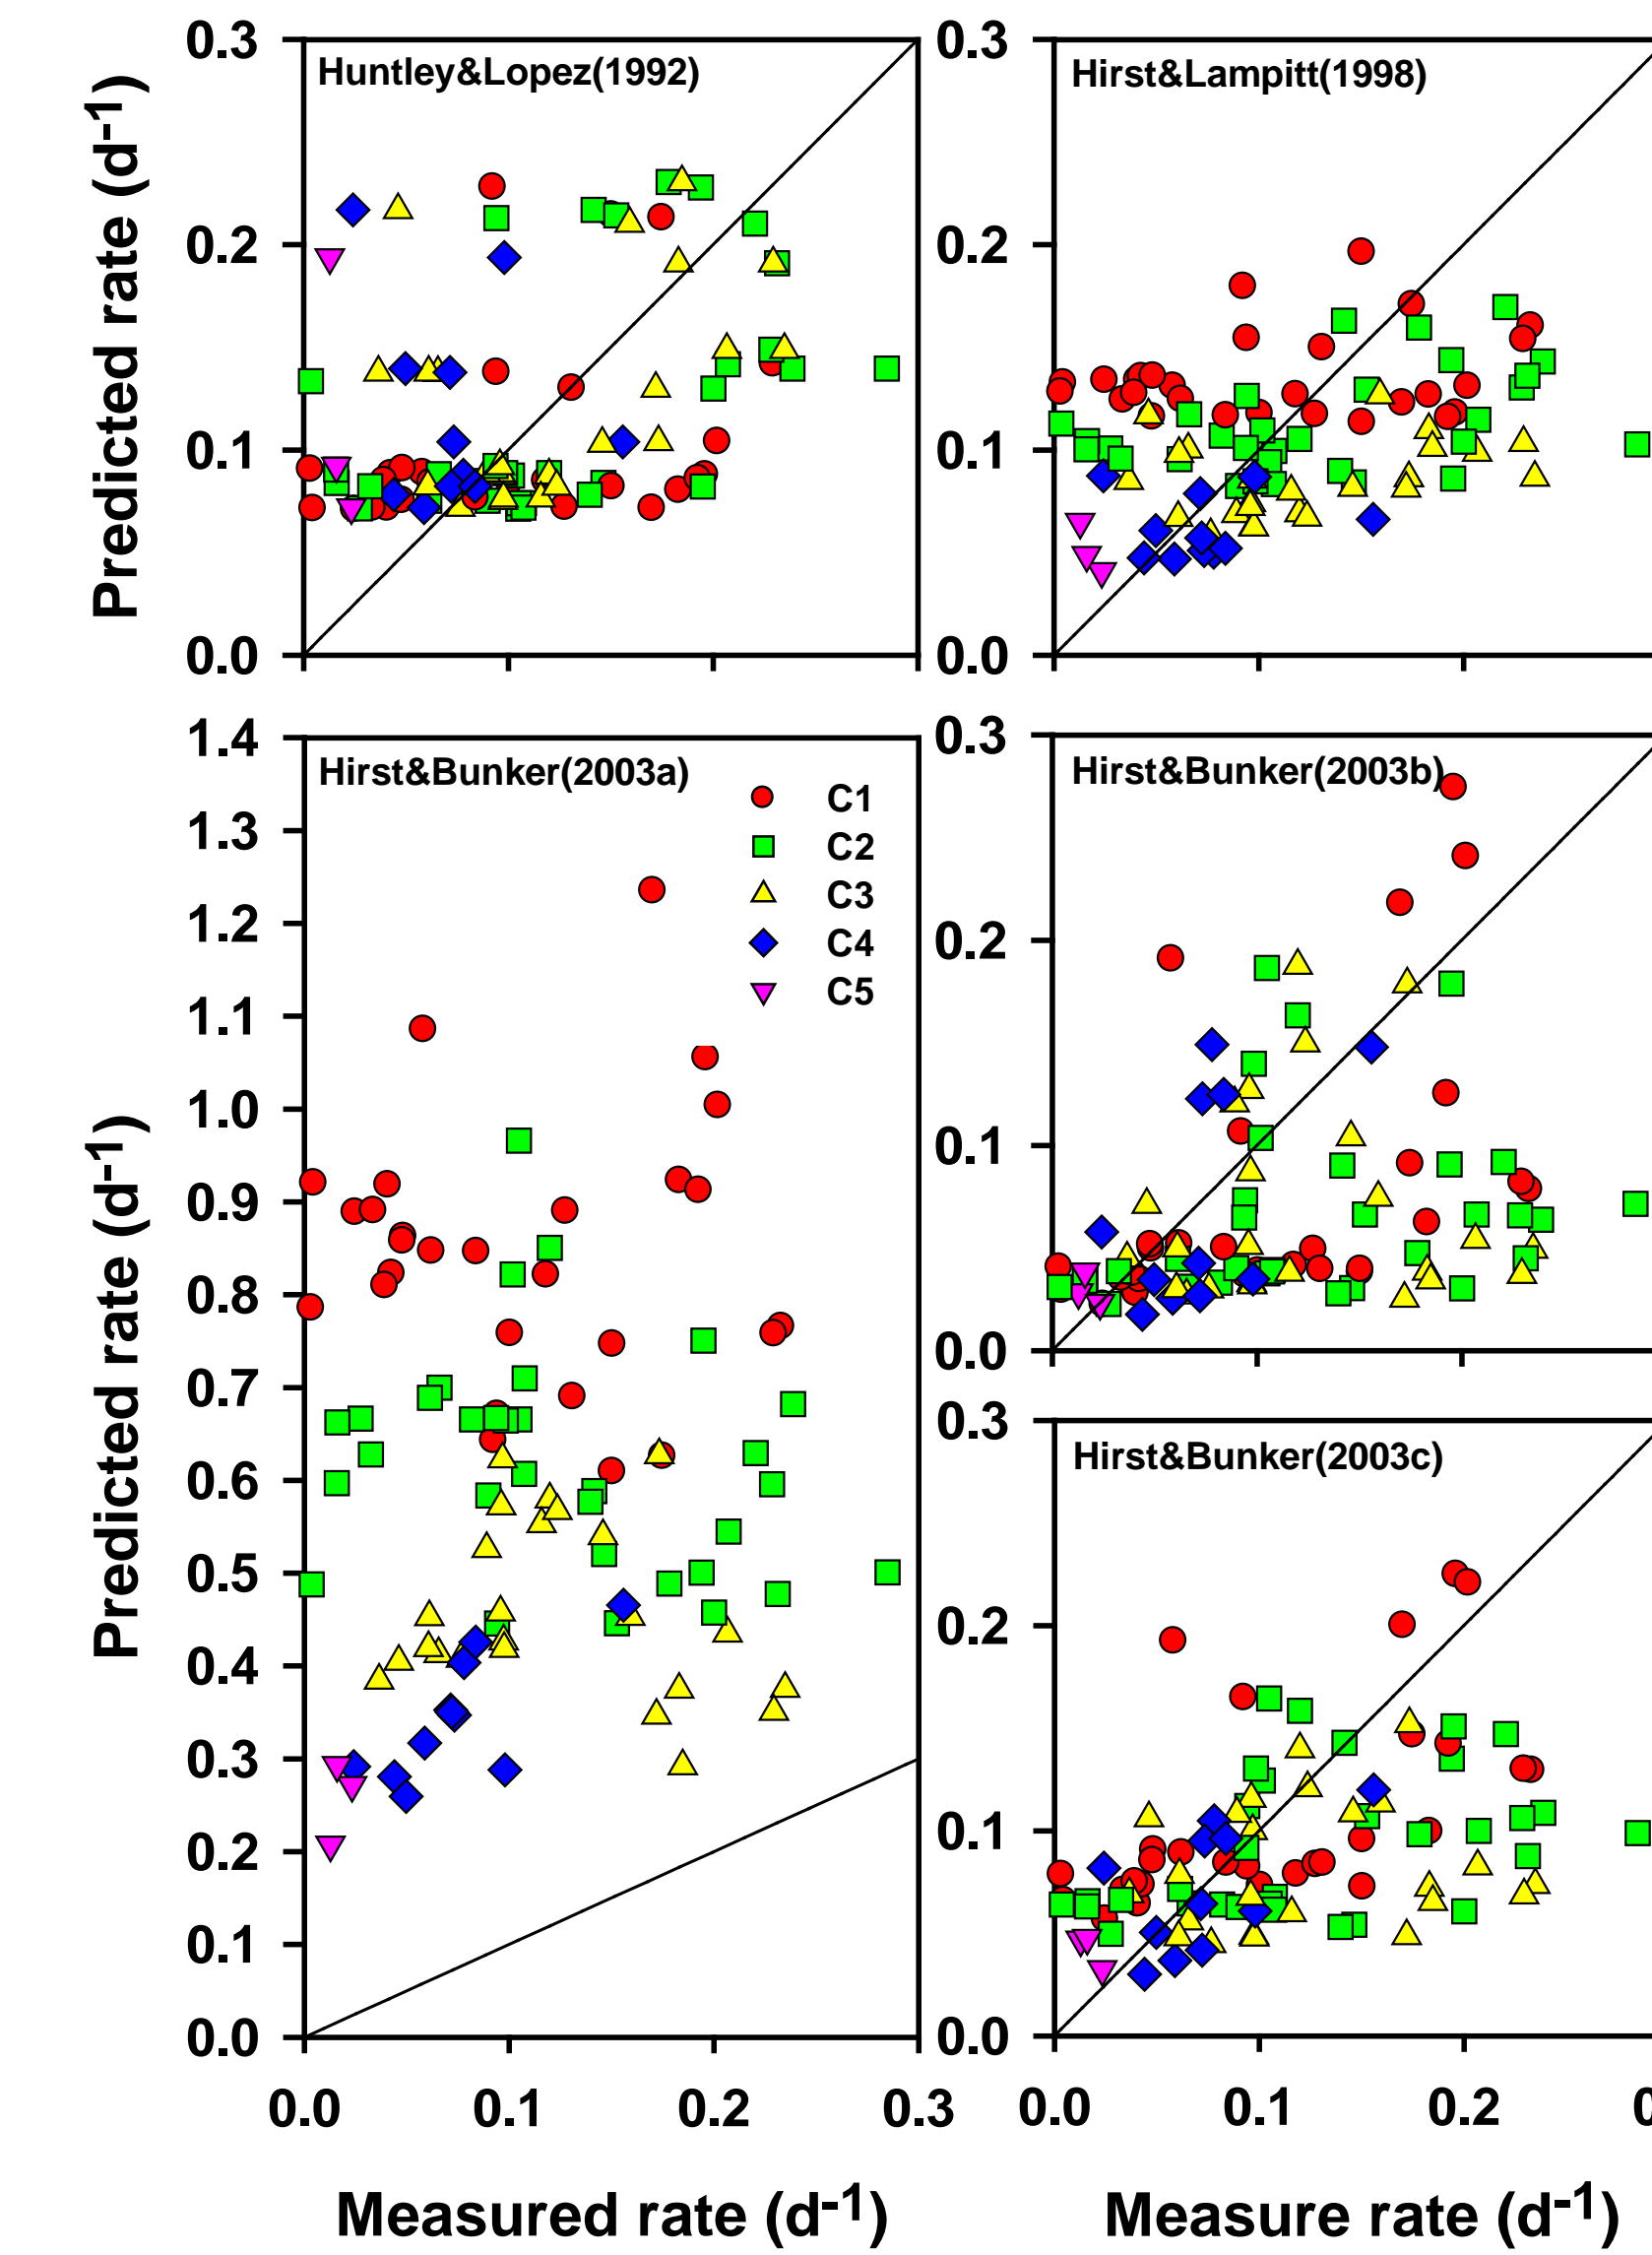 0.3
Huntley&Lopez(1992)
0.2
0.1
0.0
Predicted rate (d-1)
0.3
Hirst&Lampitt(1998)
0.2
0.1
0.0
1.4
1.3
1.2
1.1
1.0
0.9
0.8
0.7
0.6
0.5
0.4
0.3
0.2
0.1
0.0
Predicted rate (d-1)
Hirst&Bunker(2003a)
C1
C2
C3
C4
C5
0.0 0.1 0.2 0.3
Measured rate (d-1)
0.3
Hirst&Bunker(2003b)
0.2
0.1
0.0
0.3
Hirst&Bunker(2003c)
0.2
0.1
0.0
0.0 0.1 0.2
Measure rate (d-1)